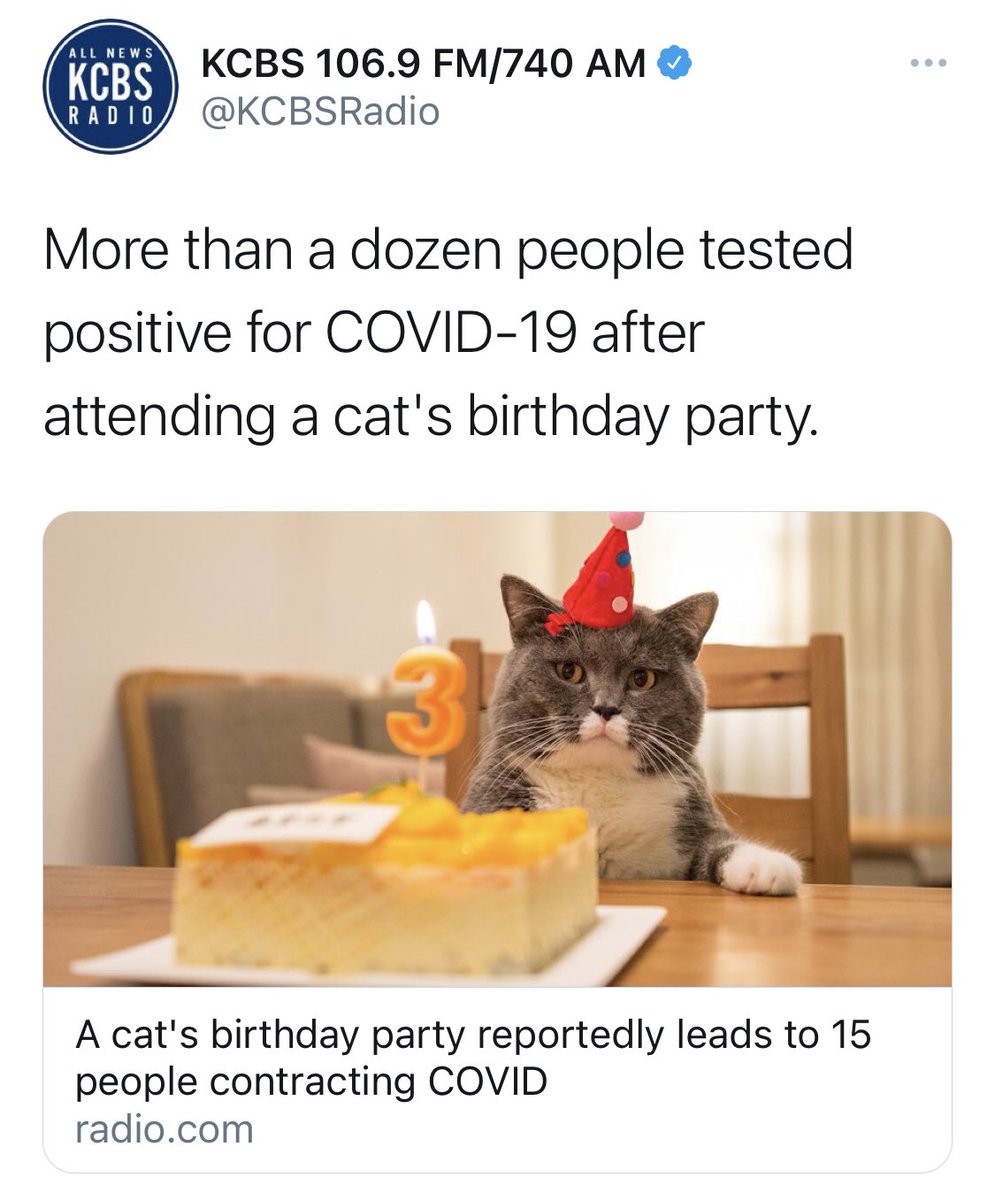 ALL NEWS
KCBS
RADIO
KCBS 106.9 FM/740 AM
@KCBSRadio
More than a dozen people tested
positive for COVID-19 after
attending a cat's birthday party.
3
A cat's birthday party reportedly leads to 15
people contracting COVID
radio.com